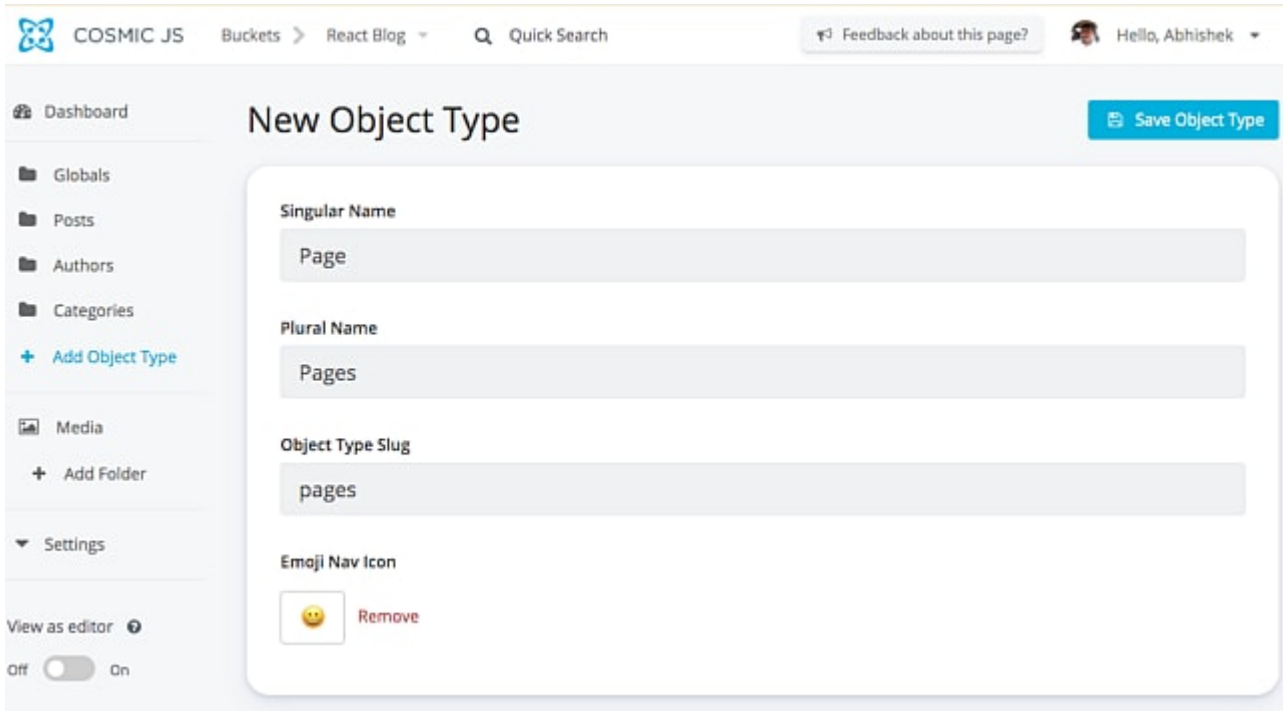 COSMIC JS Buckets React Blog Quick Search Feedback about this page? Hello, Abhishek
Dashboard
Globals
Posts
Authors
Categories
+ Add Object Type
Media
+ Add Folder
Settings
View as editor
Off On
New Object Type
Save Object Type
Singular Name
Page
Plural Name
Pages
Object Type Slug
pages
Emoji Nav Icon
Remove